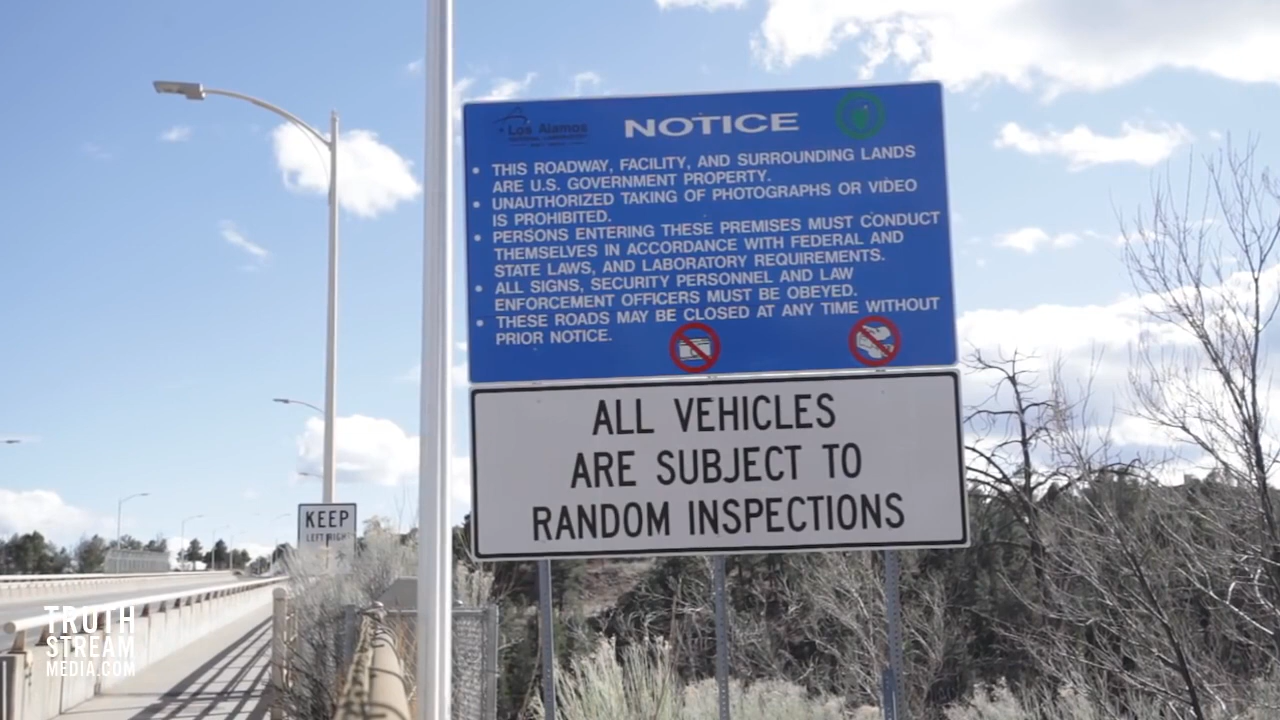 Los Alamos
NOTICE
• THIS ROADWAY, FACILITY, AND SURROUNDING LANDS
ARE U.S. GOVERNMENT PROPERTY.
• UNAUTHORIZED TAKING OF PHOTOGRAPHS OR VIDEO
IS PROHIBITED.
• PERSONS ENTERING THESE PREMISES MUST CONDUCT
THEMSELVES IN ACCORDANCE WITH FEDERAL AND
STATE LAWS, AND LABORATORY REQUIREMENTS.
• ALL SIGNS, SECURITY PERSONNEL AND LAW
ENFORCEMENT OFFICERS MUST BE OBEYED.
• THESE ROADS MAY BE CLOSED AT ANY TIME WITHOUT
PRIOR NOTICE.
ALL VEHICLES
ARE SUBJECT TO
RANDOM INSPECTIONS
KEEP
TRUTH
STREAM
MEDIA.COM